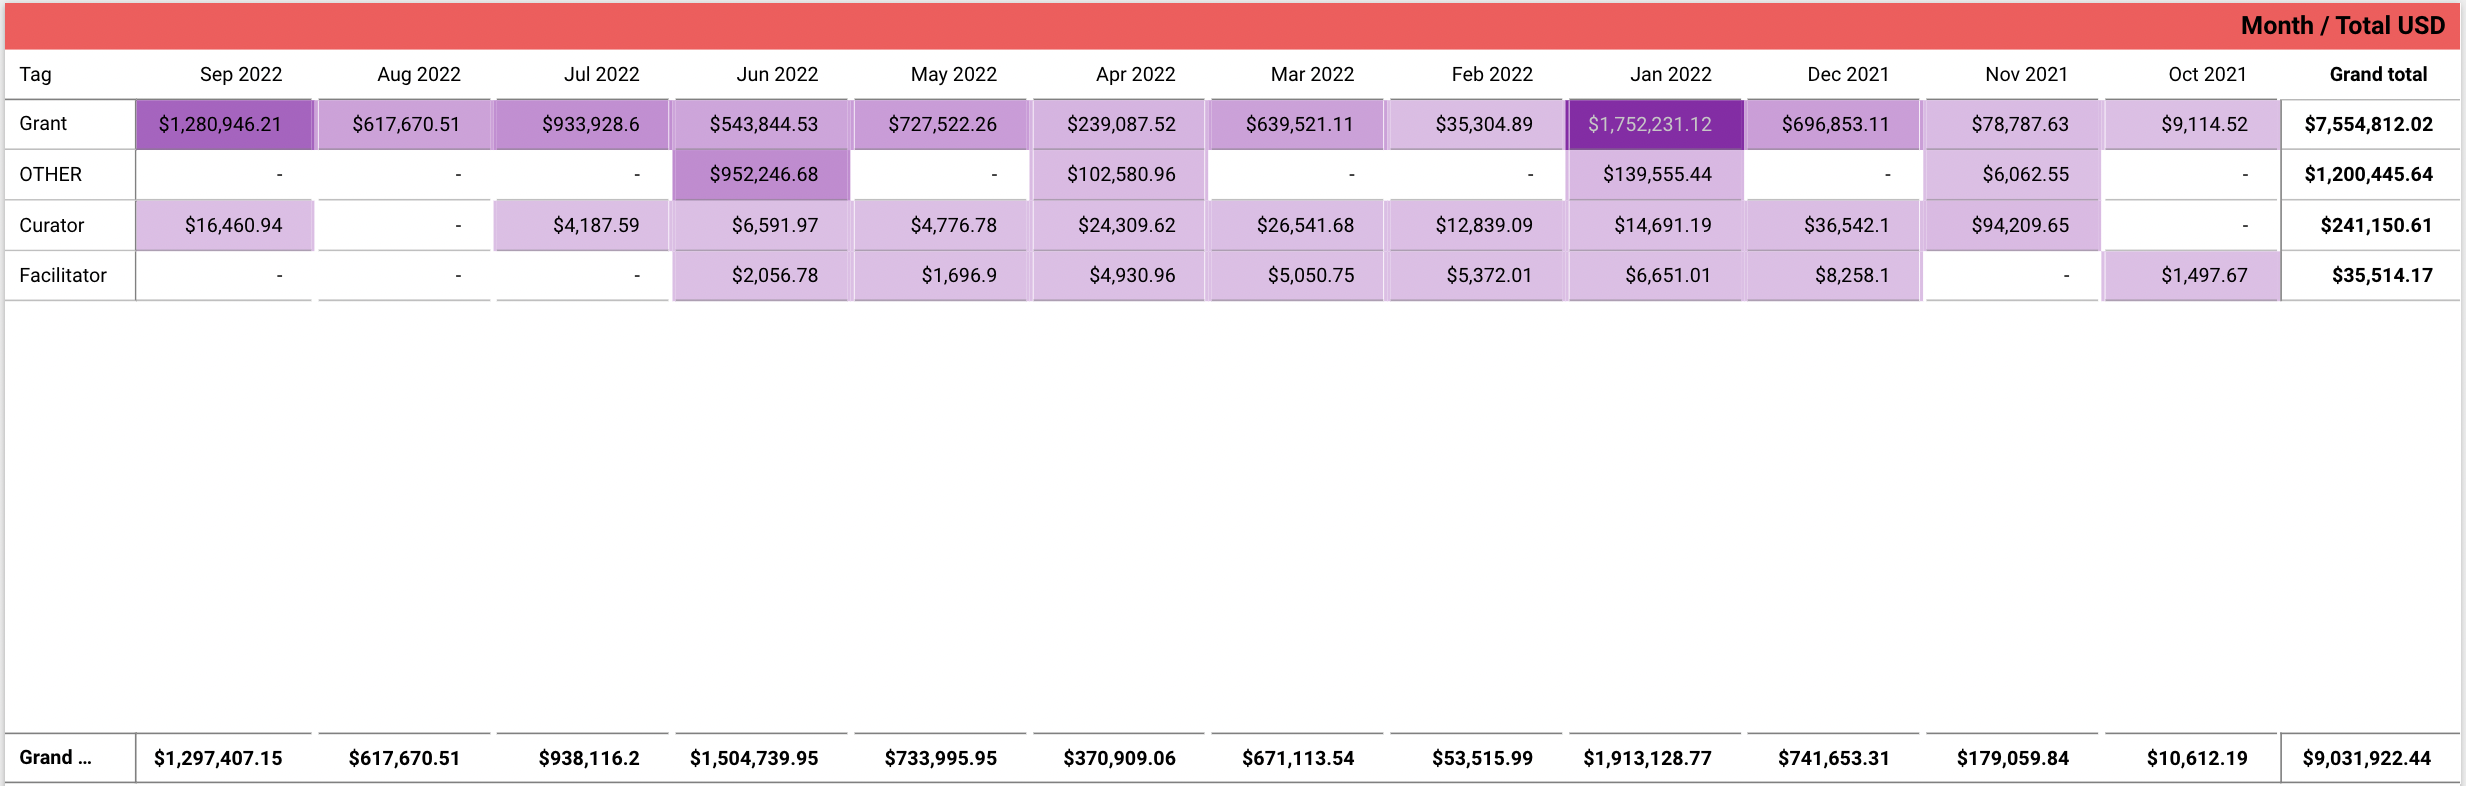 Month / Total USD
Tag Sep 2022 Aug 2022 Jul 2022 Jun 2022 May 2022 Apr 2022 Mar 2022 Feb 2022 Jan 2022 Dec 2021 Nov 2021 Oct 2021 Grand total
Grant $1,280,946.21 $617,670.51 $933,928.6 $543,844.53 $727,522.26 $239,087.52 $639,521.11 $35,304.89 $1,752,231.12 $696,853.11 $78,787.63 $9,114.52 $7,554,812.02
OTHER - - - $952,246.68 - $102,580.96 - - $139,555.44 - $6,062.55 - $1,200,445.64
Curator $16,460.94 - $4,187.59 $6,591.97 $4,776.78 $24,309.62 $26,541.68 $12,839.09 $14,691.19 $36,542.1 $94,209.65 - $241,150.61
Facilitator - - - $2,056.78 $1,696.9 $4,930.96 $5,050.75 $5,372.01 $6,651.01 $8,258.1 - $1,497.67 $35,514.17
Grand ... $1,297,407.15 $617,670.51 $938,116.2 $1,504,739.95 $733,995.95 $370,909.06 $671,113.54 $53,515.99 $1,913,128.77 $741,653.31 $179,059.84 $10,612.19 $9,031,922.44